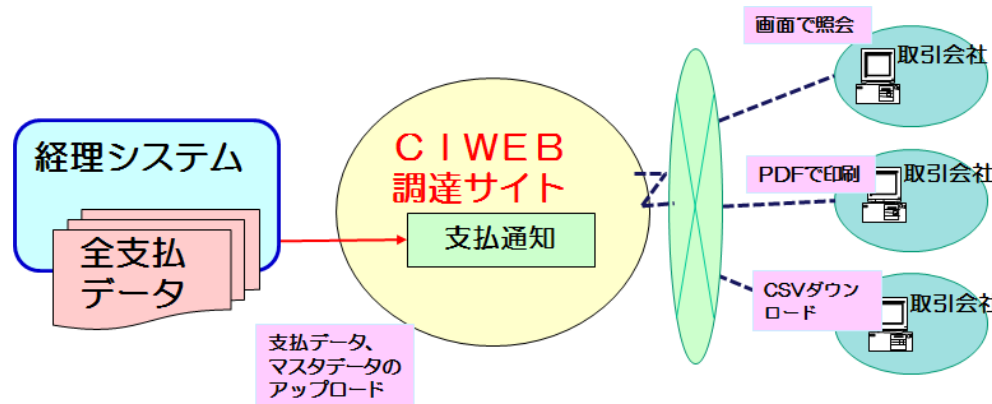 経理システム
全支払
データ
CIWEB
調達サイト
支払通知
支払データ、
マスタデータの
アップロード
画面で照会
取引会社
PDFで印刷
取引会社
CSVダウン
ロード
取引会社